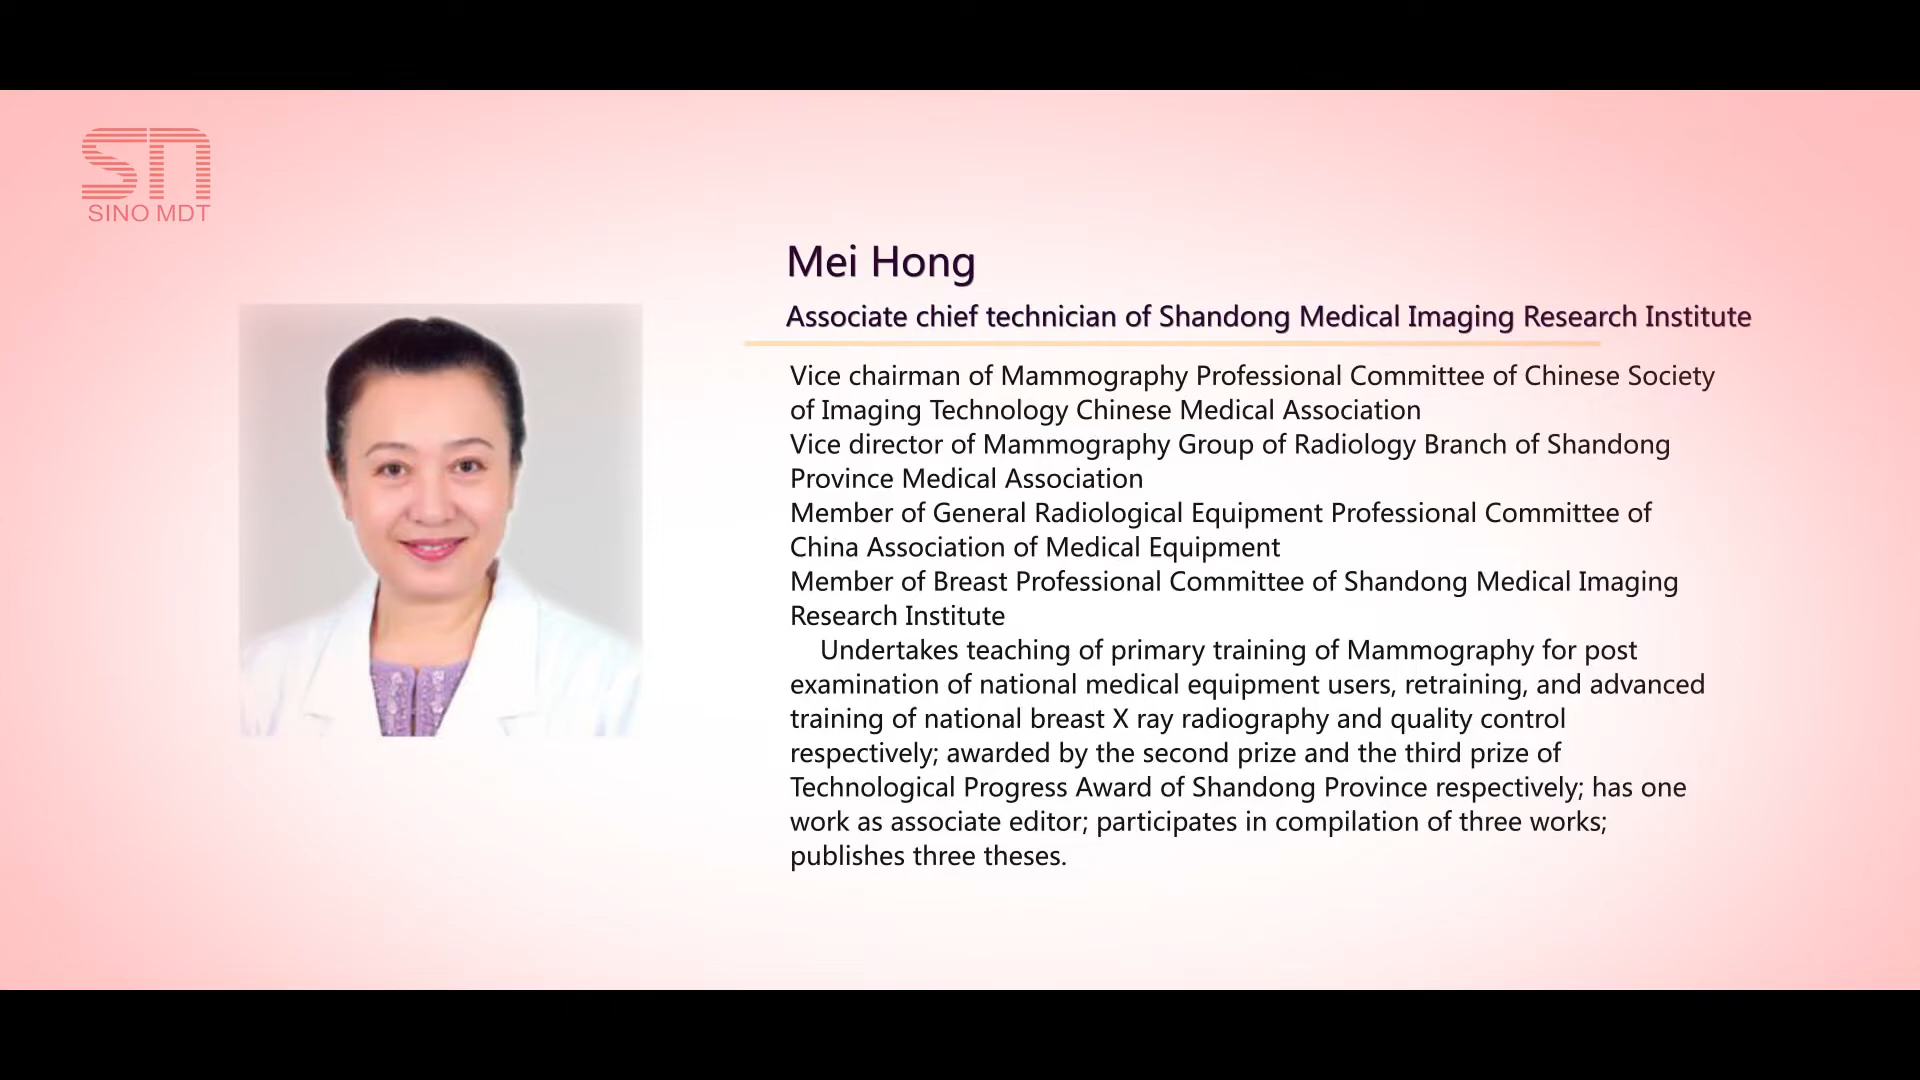 SINO MDT
Mei Hong
Associate chief technician of Shandong Medical Imaging Research Institute
Vice chairman of Mammography Professional Committee of Chinese Society
of Imaging Technology Chinese Medical Association
Vice director of Mammography Group of Radiology Branch of Shandong
Province Medical Association
Member of General Radiological Equipment Professional Committee of
China Association of Medical Equipment
Member of Breast Professional Committee of Shandong Medical Imaging
Research Institute
Undertakes teaching of primary training of Mammography for post
examination of national medical equipment users, retraining, and advanced
training of national breast X ray radiography and quality control
respectively; awarded by the second prize and the third prize of
Technological Progress Award of Shandong Province respectively; has one
work as associate editor; participates in compilation of three works;
publishes three theses.